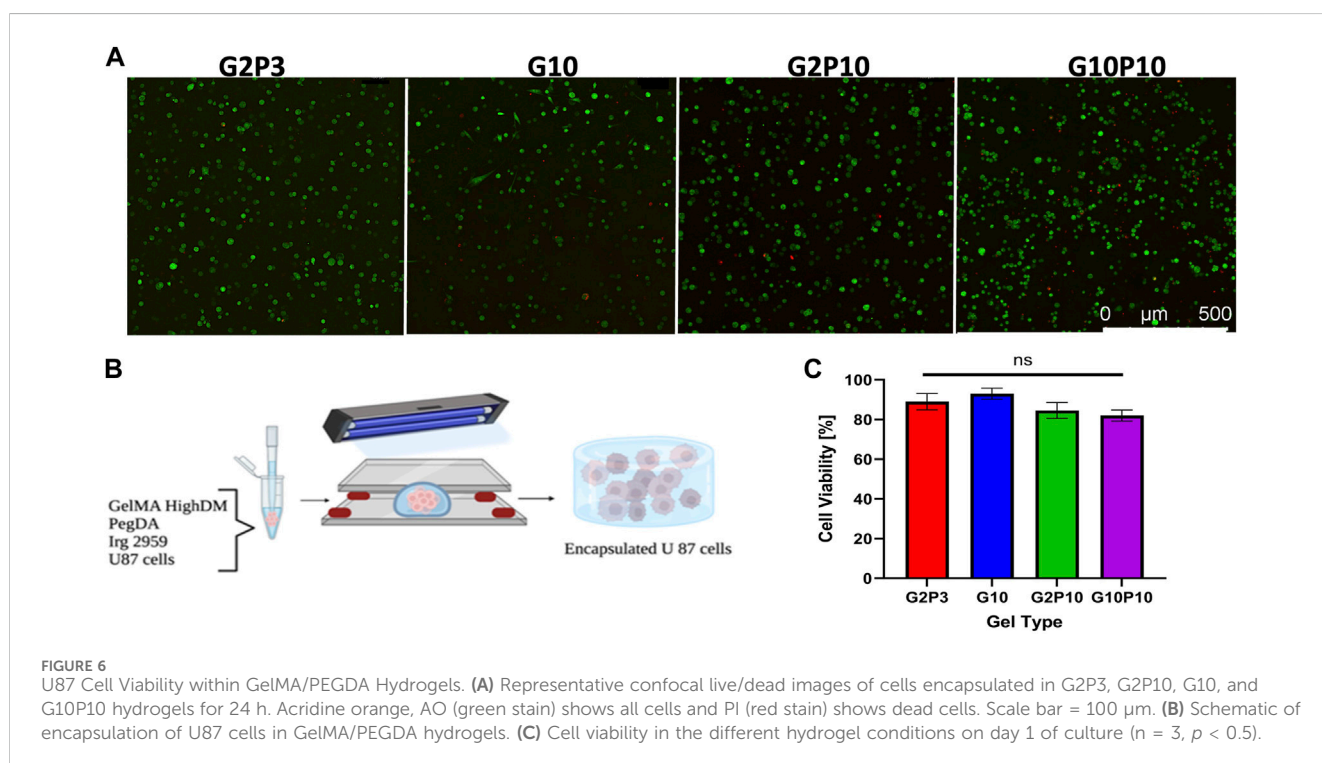 A
G2P3 G10 G2P10 G10P10
0 µm 500
B
GelMA HighDM
PegDA
Irg 2959
U87 cells
Encapsulated U 87 cells
C
ns
Cell Viability [%]
100
80
60
40
20
0
G2P3 G10 G2P10 G10P10
Gel Type
FIGURE 6
U87 Cell Viability within GelMA/PEGDA Hydrogels. (A) Representative confocal live/dead images of cells encapsulated in G2P3, G2P10, G10, and
G10P10 hydrogels for 24 h. Acridine orange, AO (green stain) shows all cells and PI (red stain) shows dead cells. Scale bar = 100 µm. (B) Schematic of
encapsulation of U87 cells in GelMA/PEGDA hydrogels. (C) Cell viability in the different hydrogel conditions on day 1 of culture (n = 3, p < 0.5).